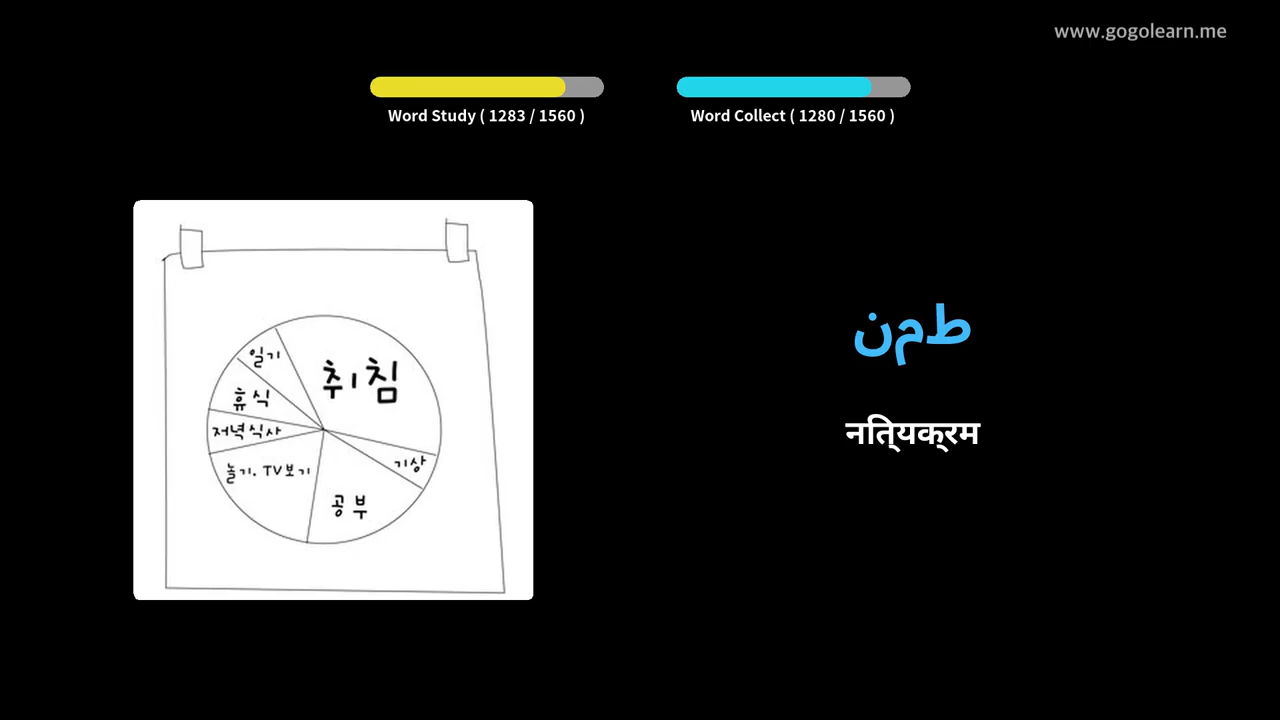 www.gogolearn.me
Word Study ( 1283 / 1560 )
Word Collect ( 1280 / 1560 )
일기
취침
휴식
저녁식사
놀기. TV보기
기상
공부
طمن
नति्यक्रम